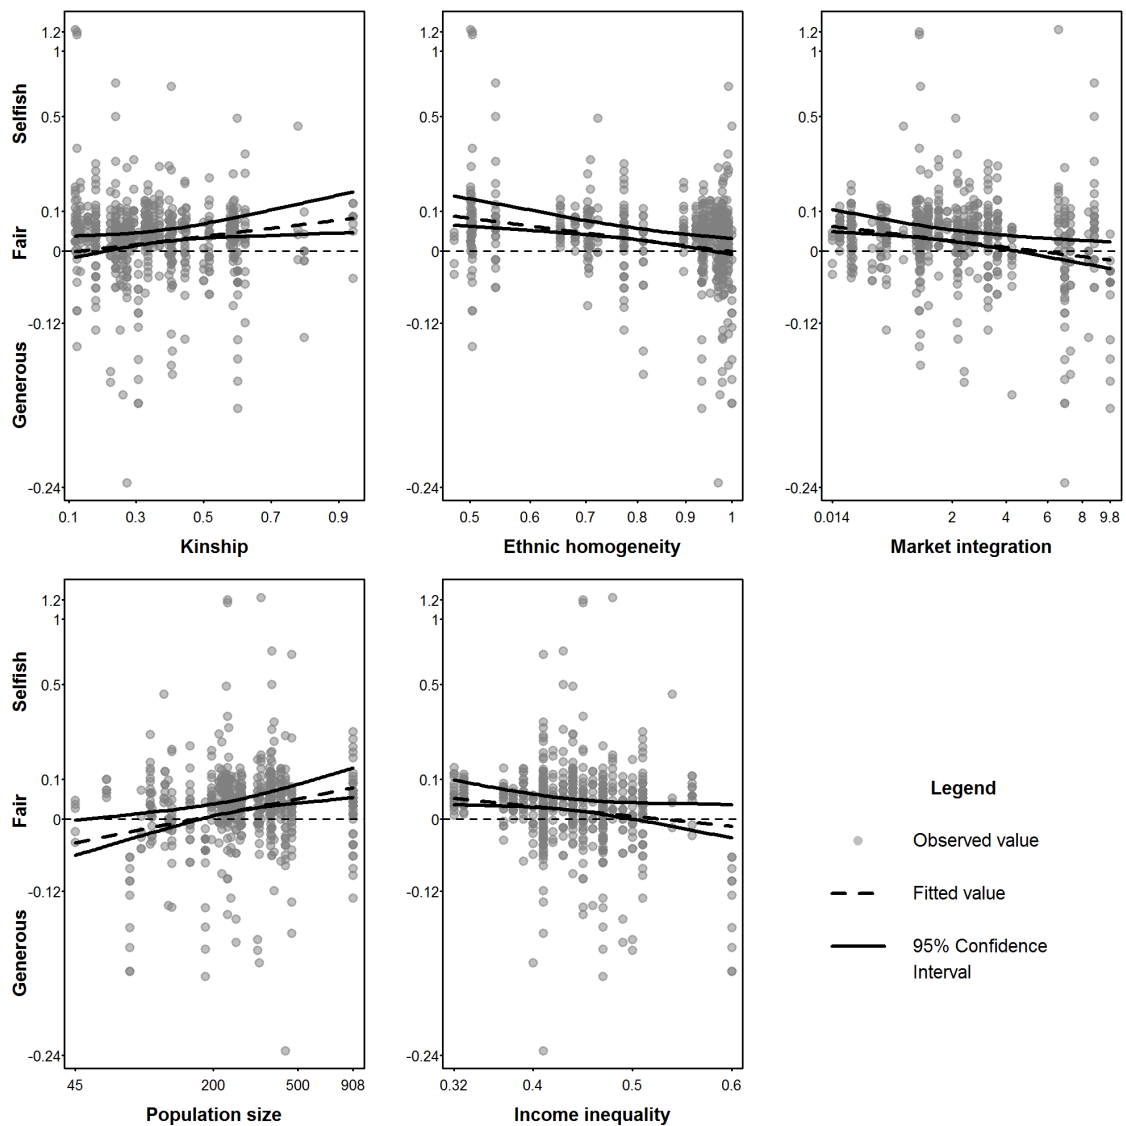 1.2
1
0.5
0.1
0
-0.12
-0.24
Selfish
Fair
Generous
0.1 0.3 0.5 0.7 0.9
Kinship
1.2
1
0.5
0.1
0
-0.12
-0.24
0.5 0.6 0.7 0.8 0.9 1
Ethnic homogeneity
1.2
1
0.5
0.1
0
-0.12
-0.24
0.014 2 4 6 8 9.8
Market integration
1.2
1
0.5
0.1
0
-0.12
-0.24
Selfish
Fair
Generous
45 200 500 908
Population size
1.2
1
0.5
0.1
0
-0.12
-0.24
0.32 0.4 0.5 0.6
Income inequality
Legend
Observed value
Fitted value
95% Confidence
Interval